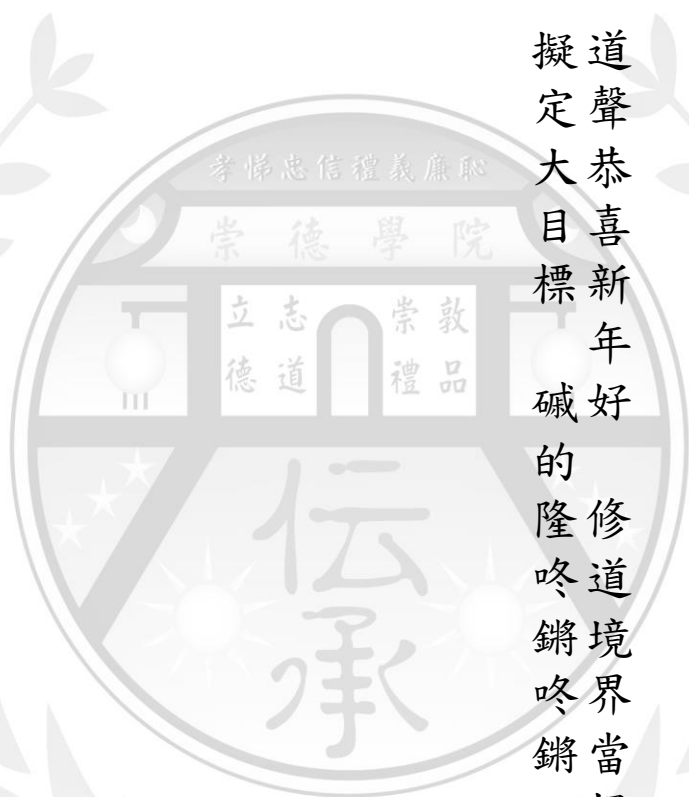 道聲恭喜新年好　修道境界當
擬定大目標　磩的隆咚鏘咚鏘
孝悌忠信禮義廉恥
崇德學院
敦品
崇禮
志道
立德
伝承